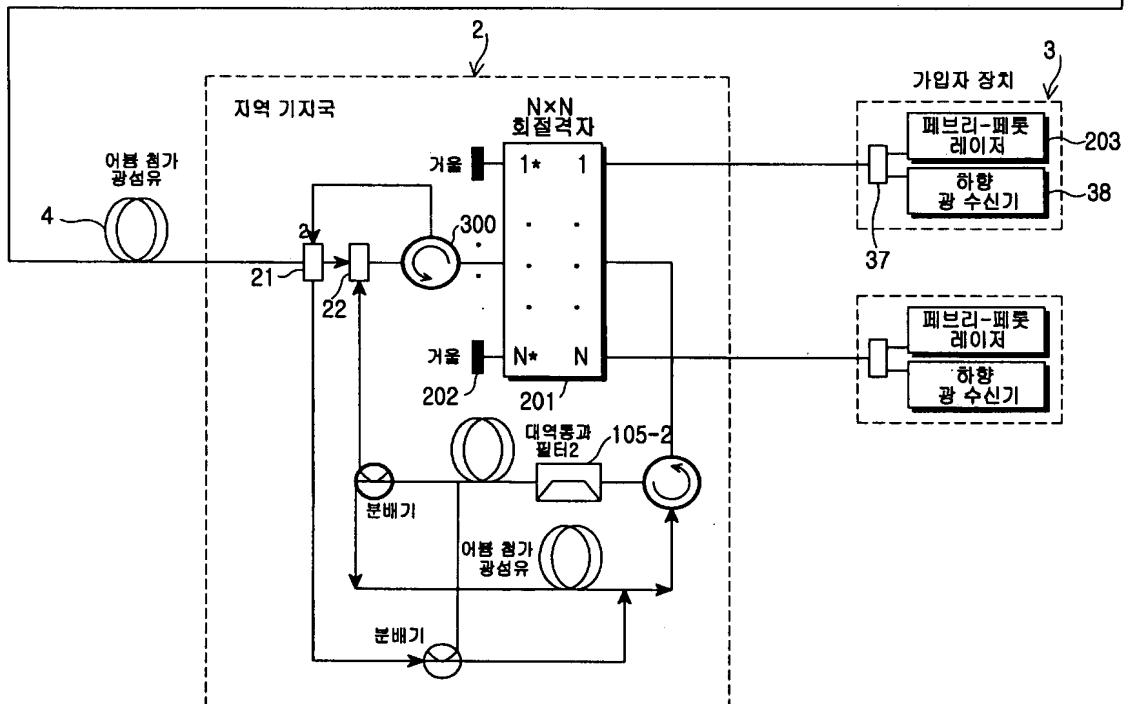 2
3
지역 기지국
N×N
회절격자
가입자 장치
어븀 첨가
광섬유
4
거울
1* 1
페브리-페롯
레이저
203
하향
광 수신기
38
37
300
2
21
22
거울
N* N
202
201
페브리-페롯
레이저
하향
광 수신기
대역통과
필터2
105-2
분배기
어븀 첨가
광섬유
분배기